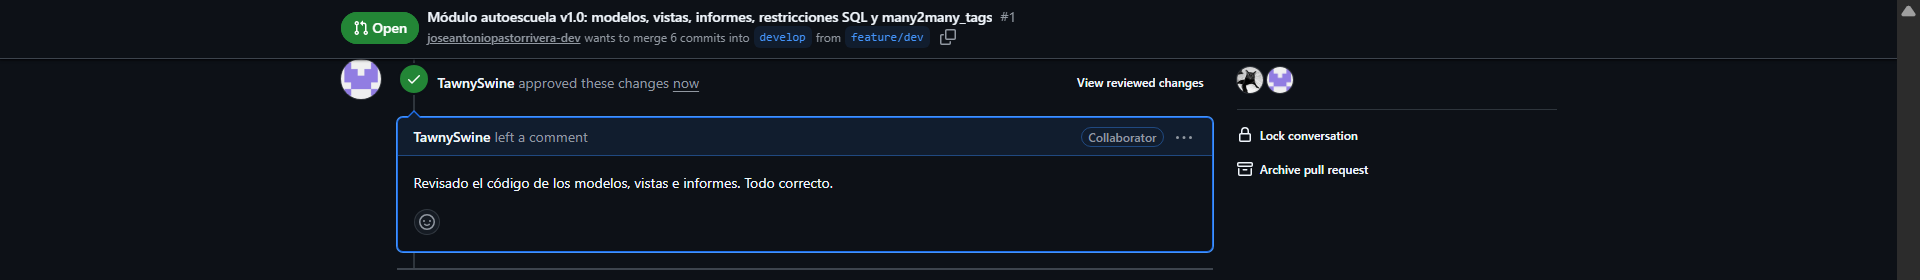 Open
Módulo autoescuela v1.0: modelos, vistas, informes, restricciones SQL y many2many_tags #1
joseantoniopastorrivera-dev wants to merge 6 commits into develop from feature/dev
TawnySwine approved these changes now
View reviewed changes
TawnySwine left a comment
Collaborator
Revisado el código de los modelos, vistas e informes. Todo correcto.
Lock conversation
Archive pull request